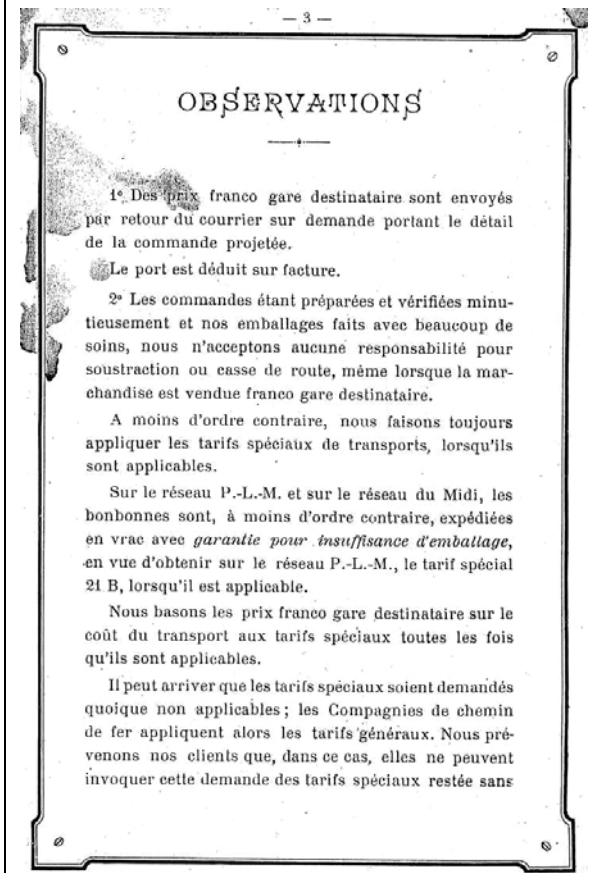 — 3 —
OBSERVATIONS
1º Des prix franco gare destinataire sont envoyés
par retour du courrier sur demande portant le détail
de la commande projetée.
Le port est déduit sur facture.
2º Les commandes étant préparées et vérifiées minu-
tieusement et nos emballages faits avec beaucoup de
soins, nous n'acceptons aucune responsabilité pour
soustraction ou casse de route, même lorsque la mar-
chandise est vendue franco gare destinataire.
A moins d'ordre contraire, nous faisons toujours
appliquer les tarifs spéciaux de transports, lorsqu'ils
sont applicables.
Sur le réseau P.-L.-M. et sur le réseau du Midi, les
bonbonnes sont, à moins d'ordre contraire, expédiées
en vrac avec garantie pour insuffisance d'emballage,
en vue d'obtenir sur le réseau P.-L.-M., le tarif spécial
21 B, lorsqu'il est applicable.
Nous basons les prix franco gare destinataire sur le
coût du transport aux tarifs spéciaux toutes les fois
qu'ils sont applicables.
Il peut arriver que les tarifs spéciaux soient demandés
quoique non applicables ; les Compagnies de chemin
de fer appliquent alors les tarifs généraux. Nous pré-
venons nos clients que, dans ce cas, elles ne peuvent
invoquer cette demande des tarifs spéciaux restée sans